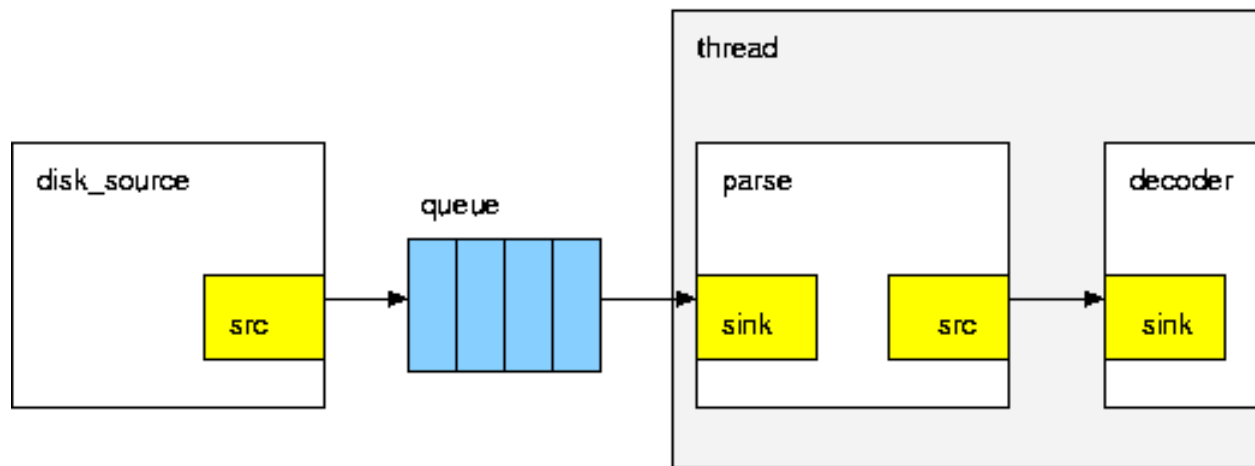 thread
disk_source
parse
decoder
queue
src
sink
src
sink